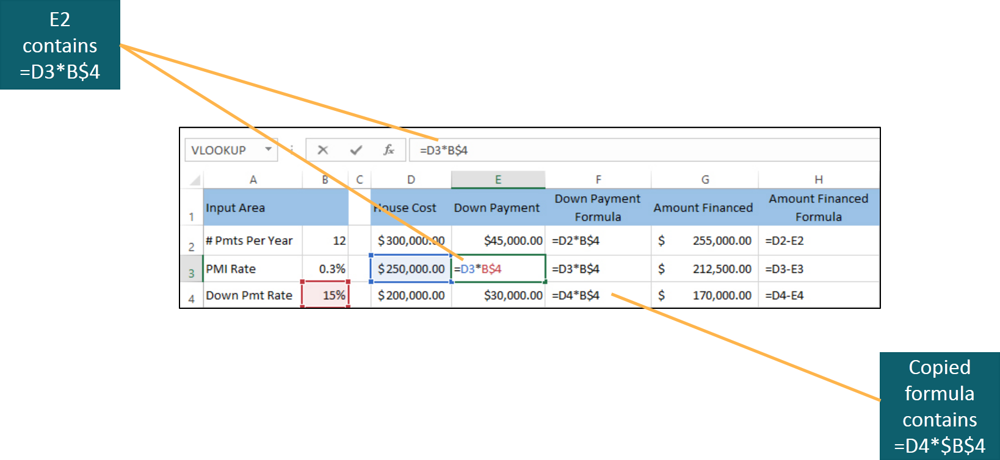 E2
contains
=D3*B$4
VLOOKUP fx =D3*B$4
A B C D E F G H
1 Input Area House Cost Down Payment Down Payment Formula Amount Financed Amount Financed Formula
2 # Pmts Per Year 12 $300,000.00 $45,000.00 =D2*B$4 $ 255,000.00 =D2-E2
3 PMI Rate 0.3% $250,000.00 =D3*B$4 =D3*B$4 $ 212,500.00 =D3-E3
4 Down Pmt Rate 15% $200,000.00 $30,000.00 =D4*B$4 $ 170,000.00 =D4-E4
Copied
formula
contains
=D4*$B$4